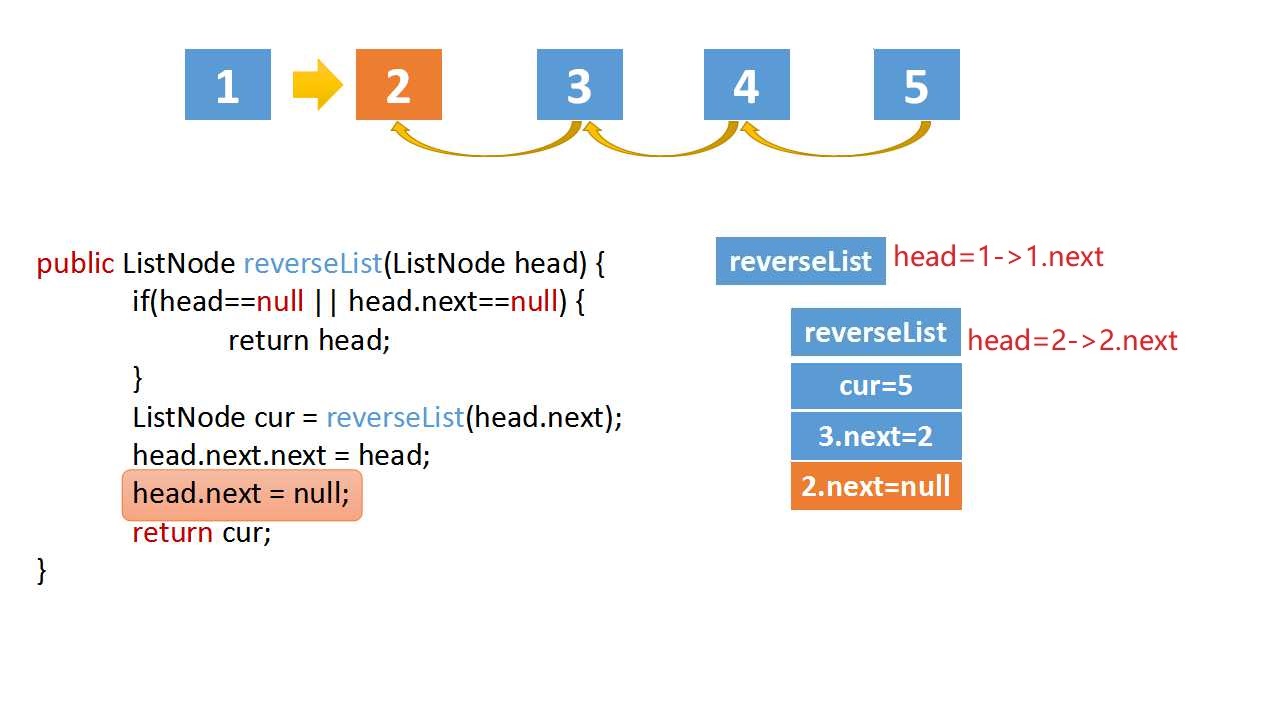 1 2 3 4 5
public ListNode reverseList(ListNode head) {
if(head==null || head.next==null) {
return head;
}
ListNode cur = reverseList(head.next);
head.next.next = head;
head.next = null;
return cur;
}
reverseList head=1->1.next
reverseList head=2->2.next
cur=5
3.next=2
2.next=null